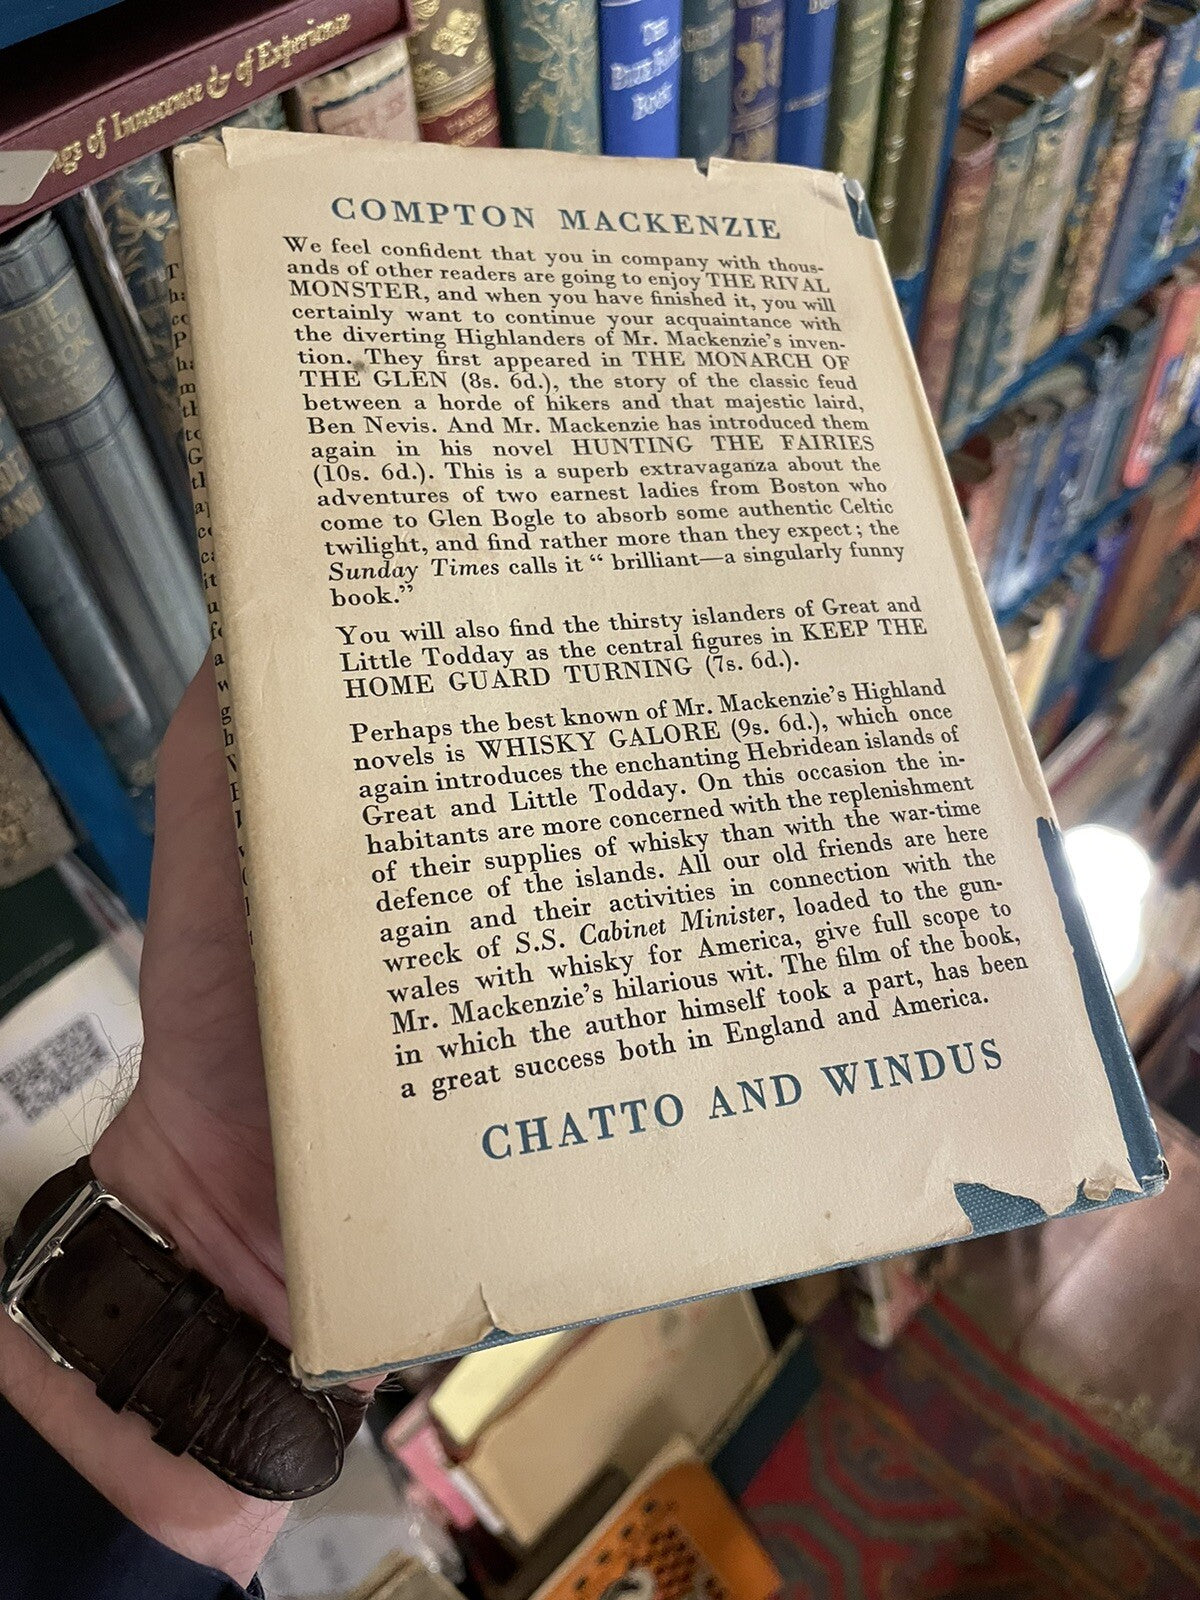 ngs of Innocence & of Experience
COMPTON MACKENZIE
We feel confident that you in company with thous-
ands of other readers are going to enjoy THE RIVAL
MONSTER, and when you have finished it, you will
certainly want to continue your acquaintance with
the diverting Highlanders of Mr. Mackenzie's inven-
tion. They first appeared in THE MONARCH OF
THE GLEN (8s. 6d.), the story of the classic feud
between a horde of hikers and that majestic laird,
Ben Nevis. And Mr. Mackenzie has introduced them
again in his novel HUNTING THE FAIRIES
(10s. 6d.). This is a superb extravaganza about the
adventures of two earnest ladies from Boston who
come to Glen Bogle to absorb some authentic Celtic
twilight, and find rather more than they expect; the
Sunday Times calls it “ brilliant—a singularly funny
book.”
You will also find the thirsty islanders of Great and
Little Todday as the central figures in KEEP THE
HOME GUARD TURNING (7s. 6d.).
Perhaps the best known of Mr. Mackenzie's Highland
novels is WHISKY GALORE (9s. 6d.), which once
again introduces the enchanting Hebridean islands of
Great and Little Todday. On this occasion the in-
habitants are more concerned with the replenishment
of their supplies of whisky than with the war-time
defence of the islands. All our old friends are here
again and their activities in connection with the
wreck of S.S. Cabinet Minister, loaded to the gun-
wales with whisky for America, give full scope to
Mr. Mackenzie's hilarious wit. The film of the book,
in which the author himself took a part, has been
a great success both in England and America.
CHATTO AND WINDUS